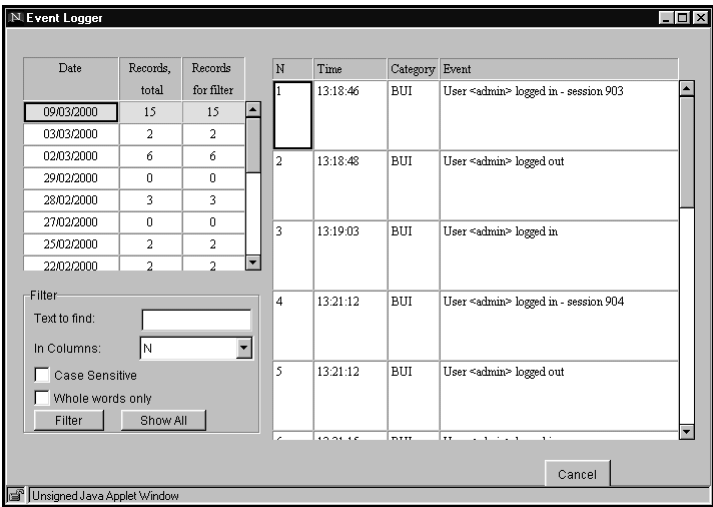 Event Logger
Date Records, total Records for filter
09/03/2000 15 15
03/03/2000 2 2
02/03/2000 6 6
29/02/2000 0 0
28/02/2000 3 3
27/02/2000 0 0
25/02/2000 2 2
22/02/2000 2 2
Filter
Text to find:
In Columns: N
Case Sensitive
Whole words only
Filter Show All
N Time Category Event
1 13:18:46 BUI User <admin> logged in - session 903
2 13:18:48 BUI User <admin> logged out
3 13:19:03 BUI User <admin> logged in
4 13:21:12 BUI User <admin> logged in - session 904
5 13:21:12 BUI User <admin> logged out
Cancel
Unsigned Java Applet Window